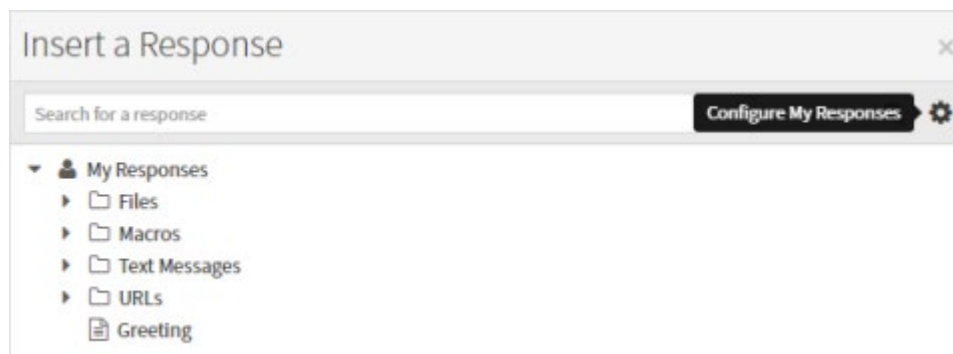 Insert a Response
Search for a response
Configure My Responses
My Responses
Files
Macros
Text Messages
URLs
Greeting